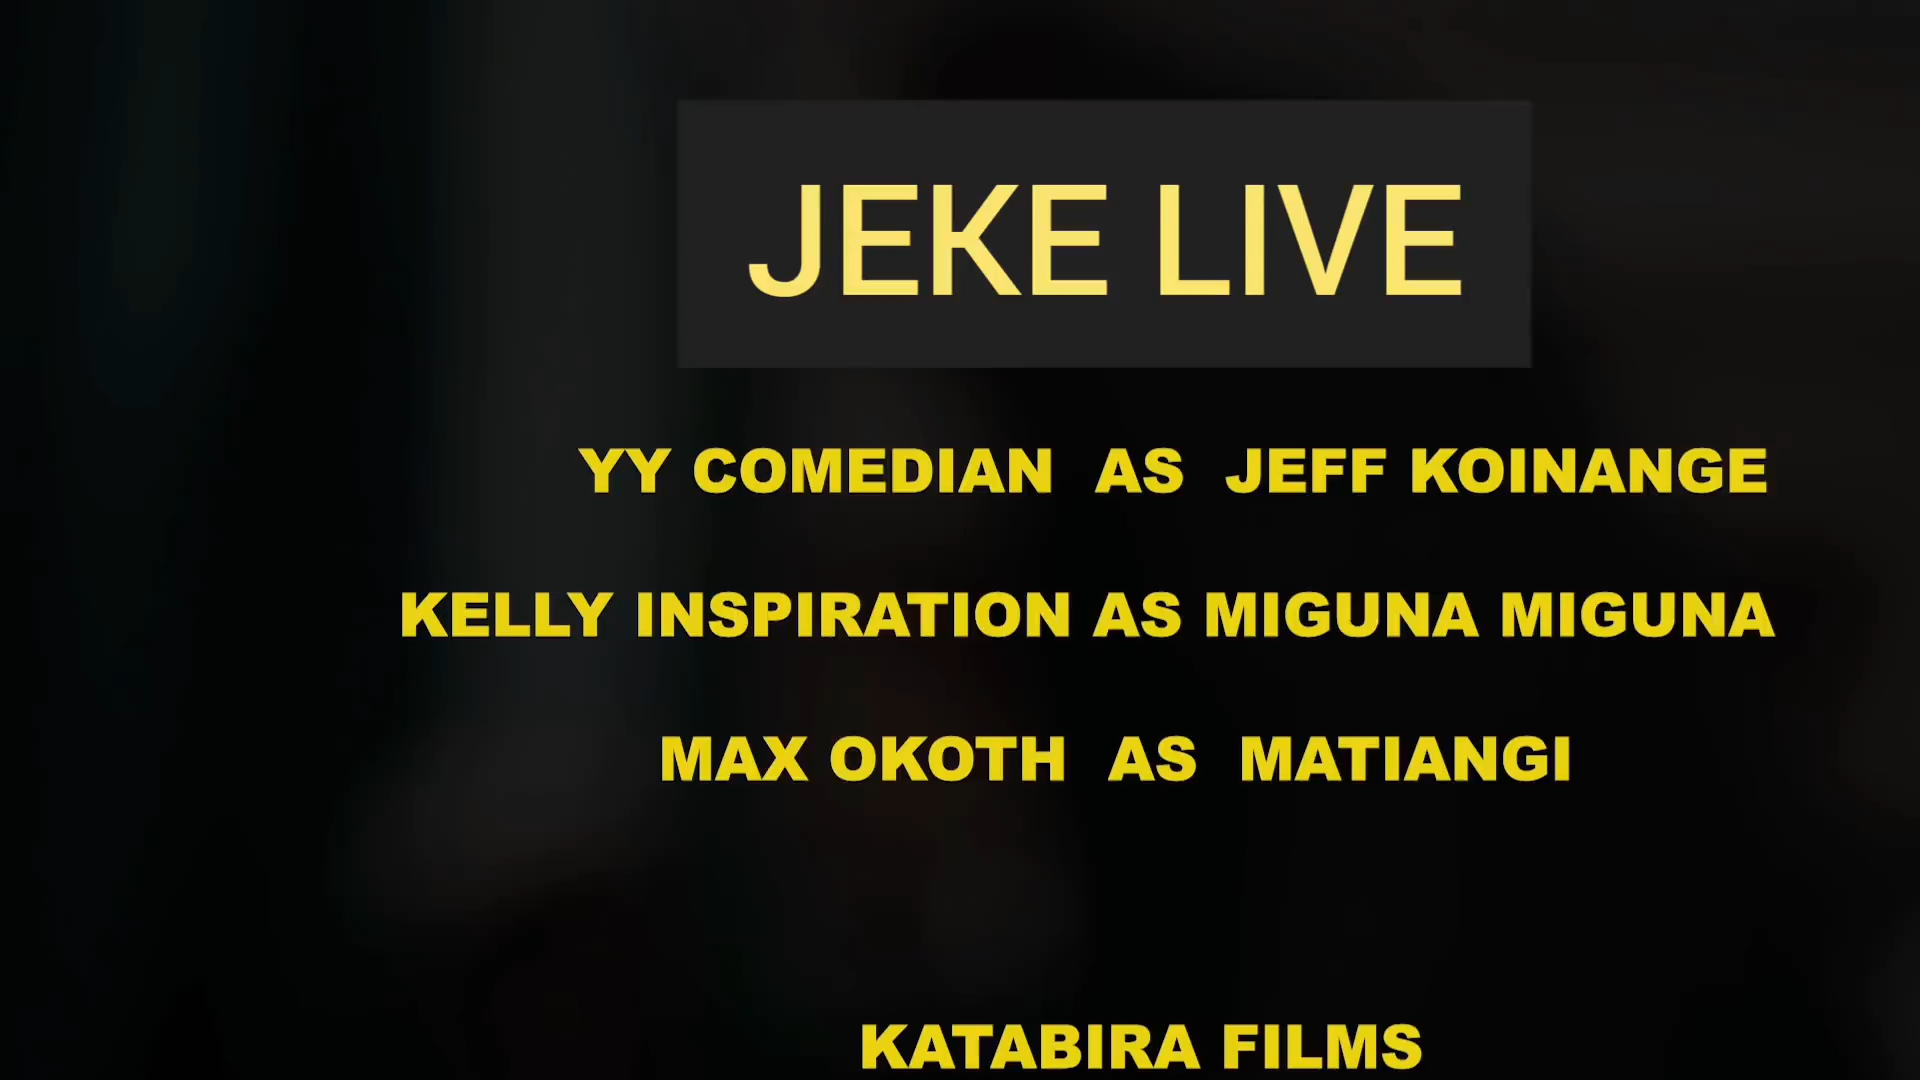 JEKE LIVE
YY COMEDIAN AS JEFF KOINANGE
KELLY INSPIRATION AS MIGUNA MIGUNA
MAX OKOTH AS MATIANGI
KATABIRA FILMS